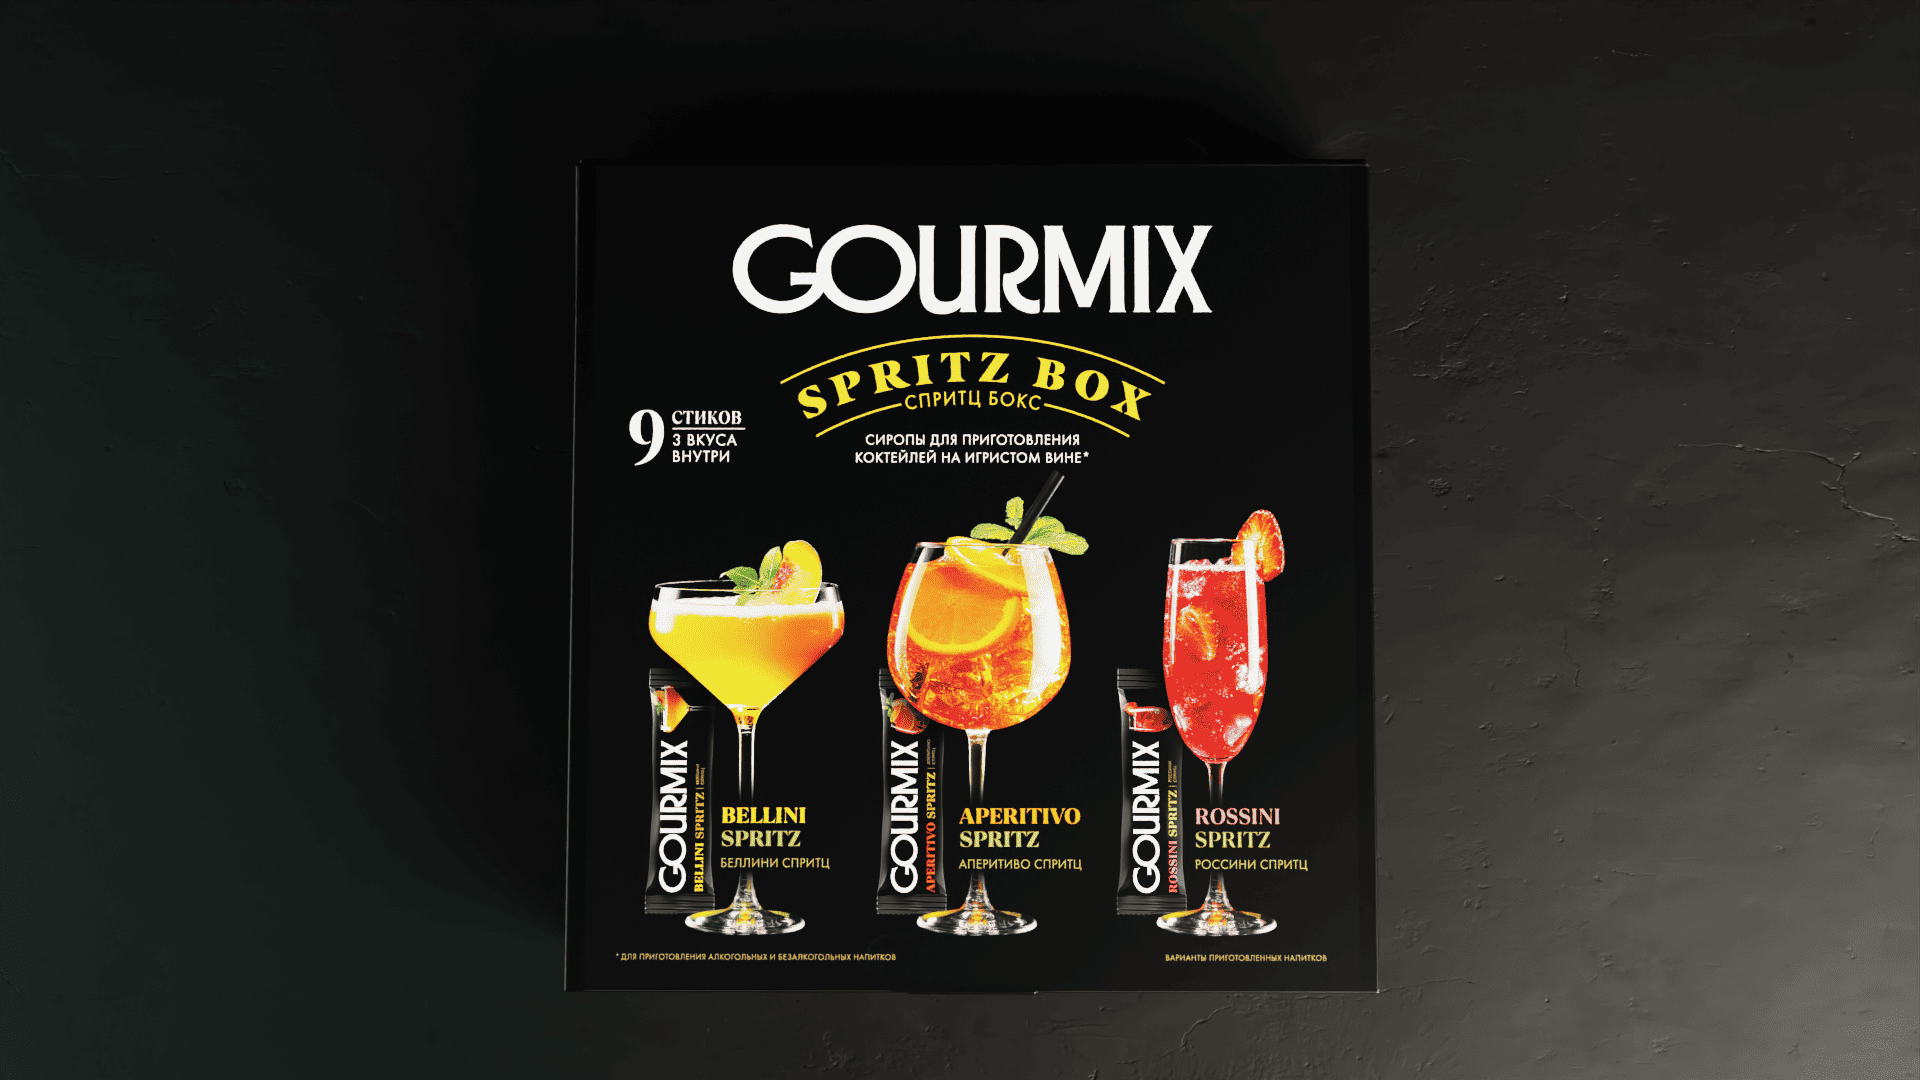 GOURMIX
SPRITZ BOX
СПРИТЦ БОКС
9 СТИКОВ
3 ВКУСА
ВНУТРИ
СИРОПЫ ДЛЯ ПРИГОТОВЛЕНИЯ
КОКТЕЙЛЕЙ НА ИГРИСТОМ ВИНЕ*
GOURMIX
BELLINI SPRITZ
BELLINI
SPRITZ
БЕЛЛИНИ СПРИТЦ
GOURMIX
APERITIVO SPRITZ
APERITIVO
SPRITZ
АПЕРИТИВО СПРИТЦ
GOURMIX
ROSSINI SPRITZ
ROSSINI
SPRITZ
РОССИНИ СПРИТЦ
* ДЛЯ ПРИГОТОВЛЕНИЯ АЛКОГОЛЬНЫХ И БЕЗАЛКОГОЛЬНЫХ НАПИТКОВ
ВАРИАНТЫ ПРИГОТОВЛЕННЫХ НАПИТКОВ